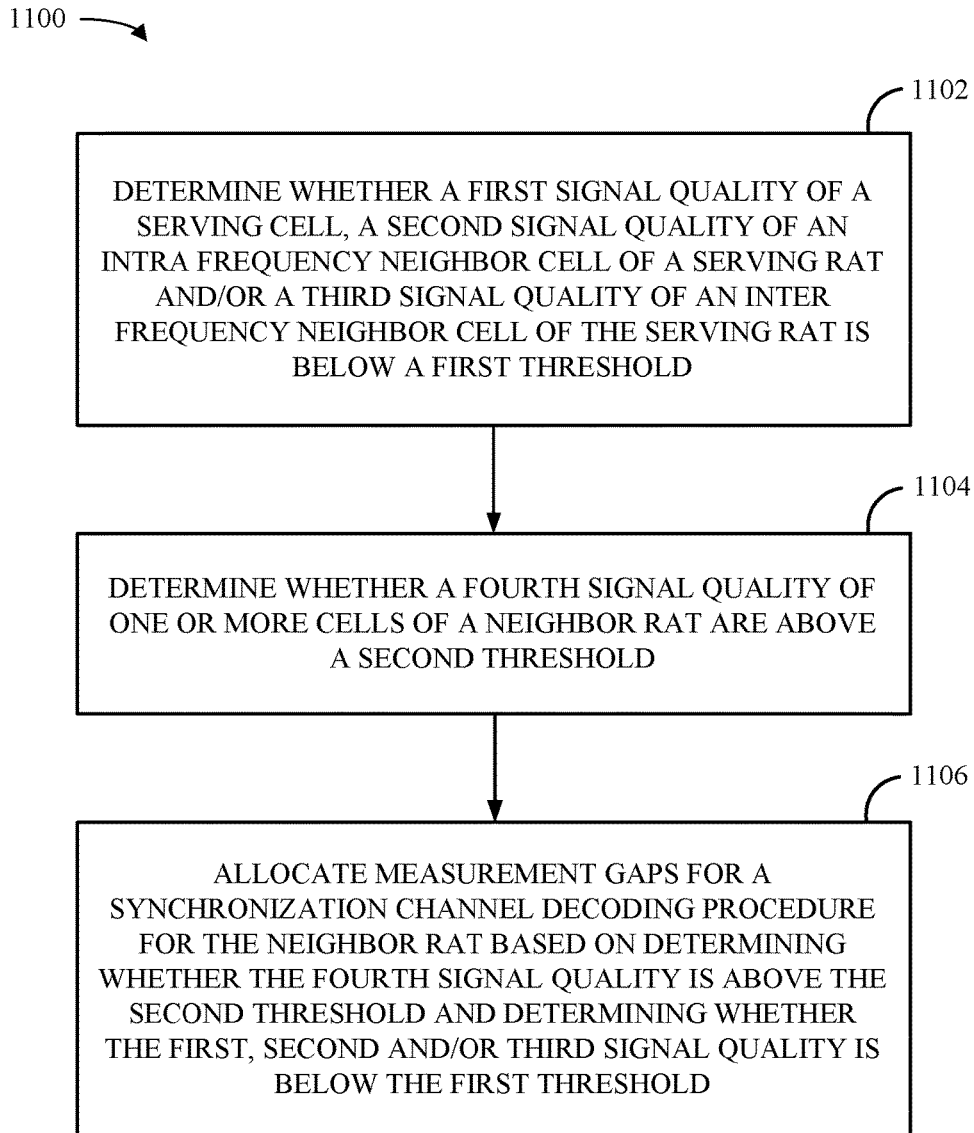 1100
1102
DETERMINE WHETHER A FIRST SIGNAL QUALITY OF A
SERVING CELL, A SECOND SIGNAL QUALITY OF AN
INTRA FREQUENCY NEIGHBOR CELL OF A SERVING RAT
AND/OR A THIRD SIGNAL QUALITY OF AN INTER
FREQUENCY NEIGHBOR CELL OF THE SERVING RAT IS
BELOW A FIRST THRESHOLD
1104
DETERMINE WHETHER A FOURTH SIGNAL QUALITY OF
ONE OR MORE CELLS OF A NEIGHBOR RAT ARE ABOVE
A SECOND THRESHOLD
1106
ALLOCATE MEASUREMENT GAPS FOR A
SYNCHRONIZATION CHANNEL DECODING PROCEDURE
FOR THE NEIGHBOR RAT BASED ON DETERMINING
WHETHER THE FOURTH SIGNAL QUALITY IS ABOVE THE
SECOND THRESHOLD AND DETERMINING WHETHER
THE FIRST, SECOND AND/OR THIRD SIGNAL QUALITY IS
BELOW THE FIRST THRESHOLD